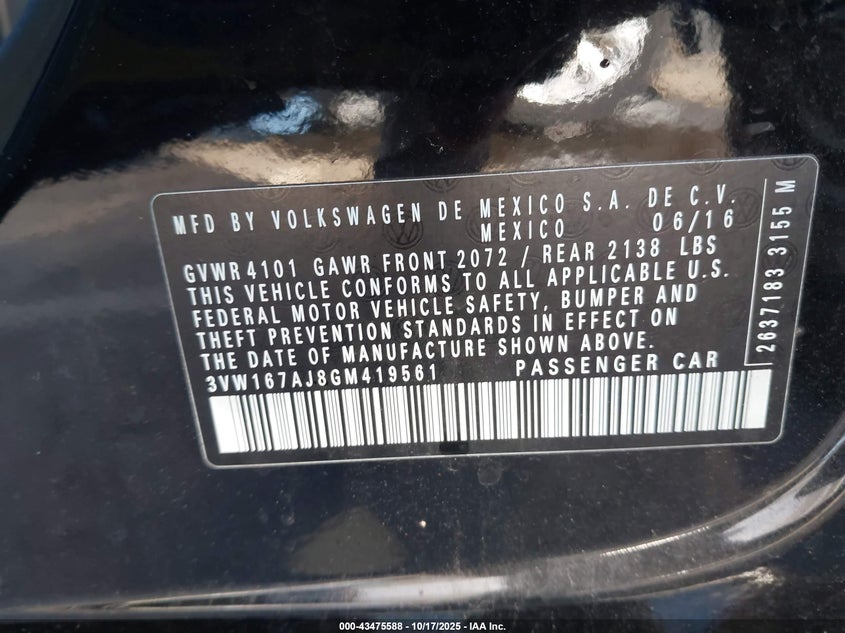 MFD BY VOLKSWAGEN DE MEXICO S.A. DE C.V.
MEXICO 06/16
GVWR 4101 GAWR FRONT 2072 / REAR 2138 LBS
THIS VEHICLE CONFORMS TO ALL APPLICABLE U.S.
FEDERAL MOTOR VEHICLE SAFETY, BUMPER AND
THEFT PREVENTION STANDARDS IN EFFECT ON
THE DATE OF MANUFACTURE SHOWN ABOVE.
3VW167AJ8GM419561 PASSENGER CAR
2637183 3155 M
000-43475588 - 10/17/2025 - IAA Inc.